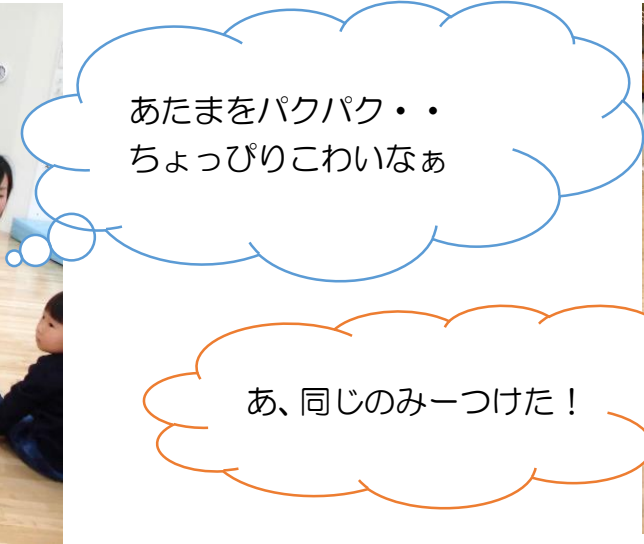 あたまをパクパク・・
ちょっぴりこわいなぁ
あ、同じのみーつけた！